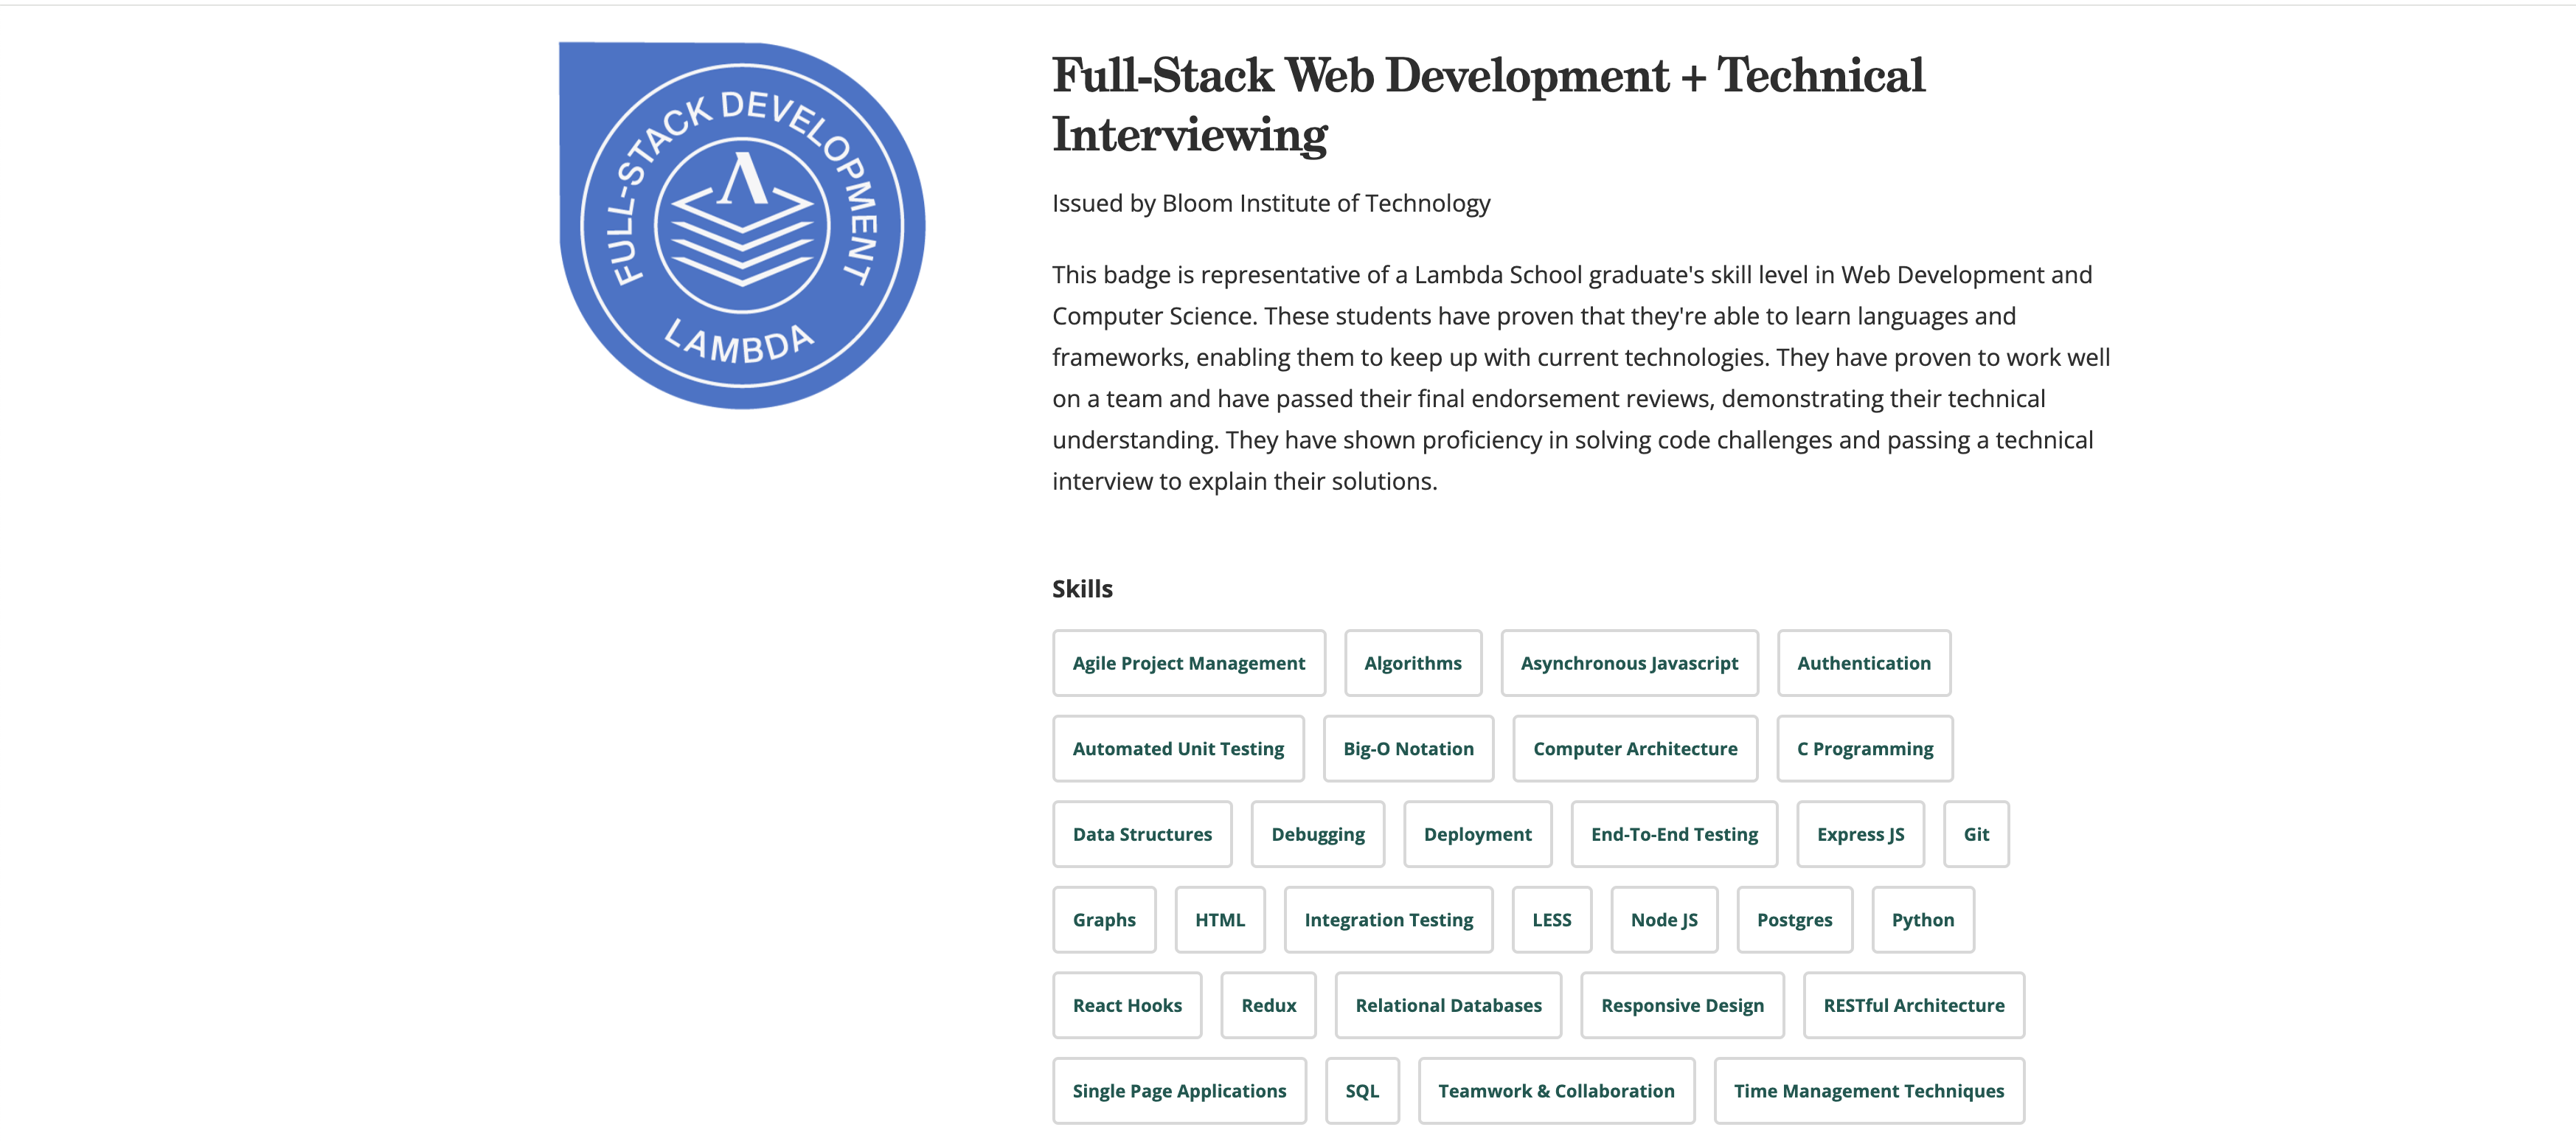 FULL-STACK DEVELOPMENT
Λ
LAMBDA
Full-Stack Web Development + Technical
Interviewing
Issued by Bloom Institute of Technology
This badge is representative of a Lambda School graduate's skill level in Web Development and
Computer Science. These students have proven that they're able to learn languages and
frameworks, enabling them to keep up with current technologies. They have proven to work well
on a team and have passed their final endorsement reviews, demonstrating their technical
understanding. They have shown proficiency in solving code challenges and passing a technical
interview to explain their solutions.
Skills
Agile Project Management Algorithms Asynchronous Javascript Authentication
Automated Unit Testing Big-O Notation Computer Architecture C Programming
Data Structures Debugging Deployment End-To-End Testing Express JS Git
Graphs HTML Integration Testing LESS Node JS Postgres Python
React Hooks Redux Relational Databases Responsive Design RESTful Architecture
Single Page Applications SQL Teamwork & Collaboration Time Management Techniques